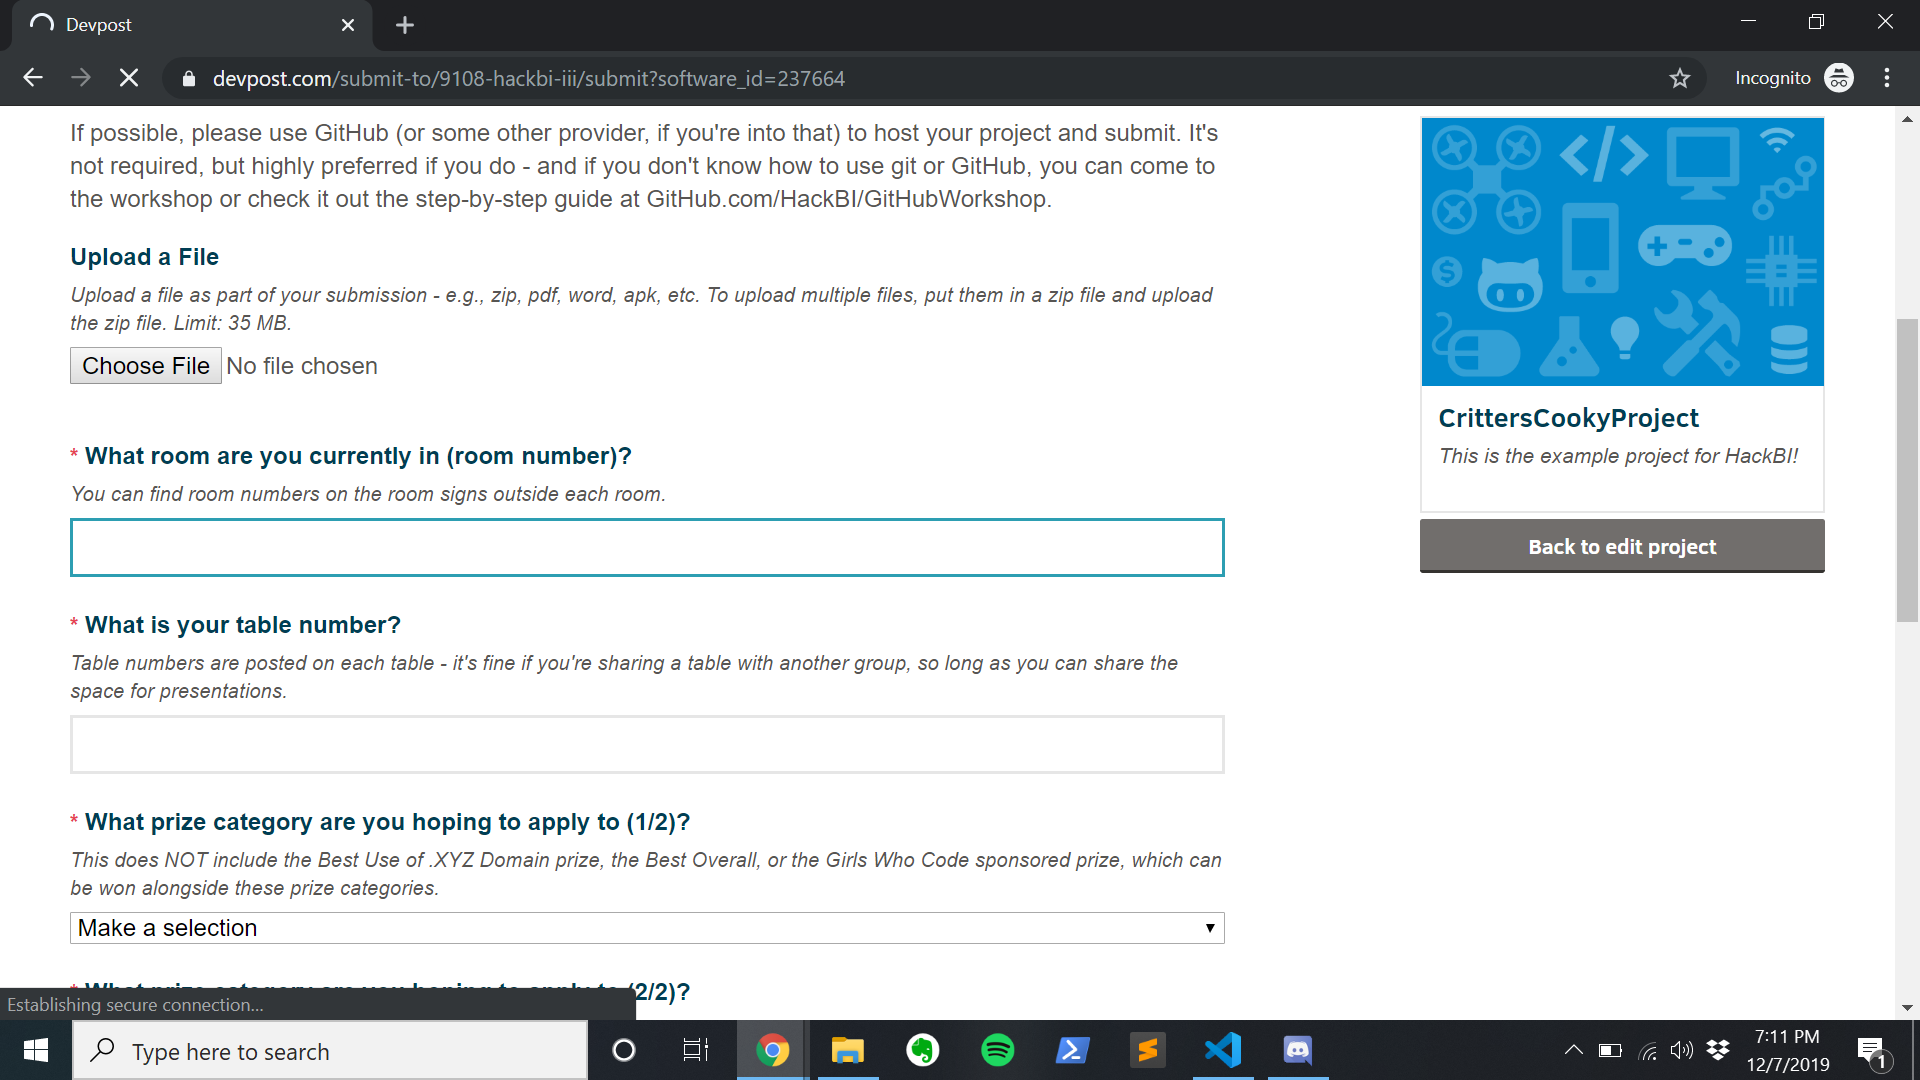 Devpost
devpost.com/submit-to/9108-hackbi-iii/submit?software_id=237664
Incognito
If possible, please use GitHub (or some other provider, if you're into that) to host your project and submit. It's
not required, but highly preferred if you do - and if you don't know how to use git or GitHub, you can come to
the workshop or check it out the step-by-step guide at GitHub.com/HackBI/GitHubWorkshop.
Upload a File
Upload a file as part of your submission - e.g., zip, pdf, word, apk, etc. To upload multiple files, put them in a zip file and upload
the zip file. Limit: 35 MB.
Choose File No file chosen
* What room are you currently in (room number)?
You can find room numbers on the room signs outside each room.
* What is your table number?
Table numbers are posted on each table - it's fine if you're sharing a table with another group, so long as you can share the
space for presentations.
* What prize category are you hoping to apply to (1/2)?
This does NOT include the Best Use of .XYZ Domain prize, the Best Overall, or the Girls Who Code sponsored prize, which can
be won alongside these prize categories.
Make a selection
* What prize category are you hoping to apply to (2/2)?
CrittersCookyProject
This is the example project for HackBI!
Back to edit project
Establishing secure connection...
Type here to search
7:11 PM
12/7/2019
1